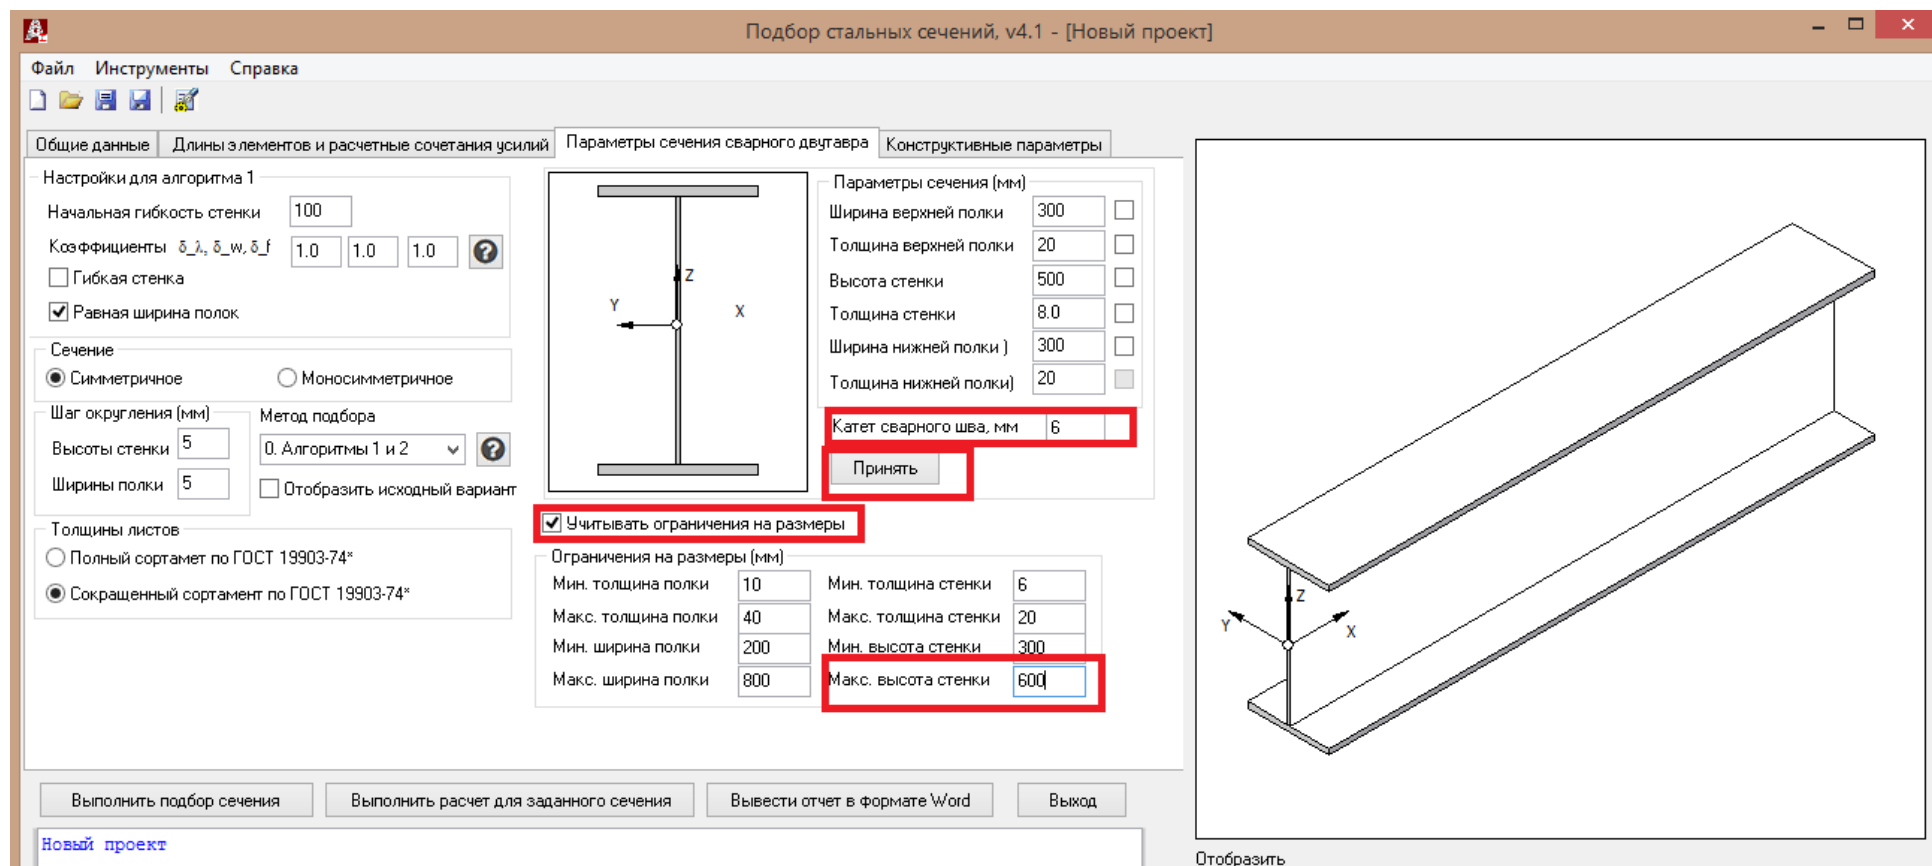 Подбор стальных сечений, v4.1 - [Новый проект]
Файл Инструменты Справка
Общие данные Длины элементов и расчетные сочетания усилий Параметры сечения сварного двутавра Конструктивные параметры
Настройки для алгоритма 1
Начальная гибкость стенки 100
Коэффициенты δ_λ, δ_w, δ_f 1.0 1.0 1.0
Гибкая стенка
Равная ширина полок
Сечение
Симметричное Моносимметричное
Шаг округления (мм)
Высоты стенки 5
Ширины полки 5
Метод подбора
0. Алгоритмы 1 и 2
Отобразить исходный вариант
Толщины листов
Полный сортамет по ГОСТ 19903-74*
Сокращенный сортамент по ГОСТ 19903-74*
Z
Y X
Параметры сечения (мм)
Ширина верхней полки 300
Толщина верхней полки 20
Высота стенки 500
Толщина стенки 8.0
Ширина нижней полки ) 300
Толщина нижней полки) 20
Катет сварного шва, мм 6
Принять
Учитывать ограничения на размеры
Ограничения на размеры (мм)
Мин. толщина полки 10 Мин. толщина стенки 6
Макс. толщина полки 40 Макс. толщина стенки 20
Мин. ширина полки 200 Мин. высота стенки 300
Макс. ширина полки 800 Макс. высота стенки 600
Z
Y X
Выполнить подбор сечения Выполнить расчет для заданного сечения Вывести отчет в формате Word Выход
Новый проект
Отобразить